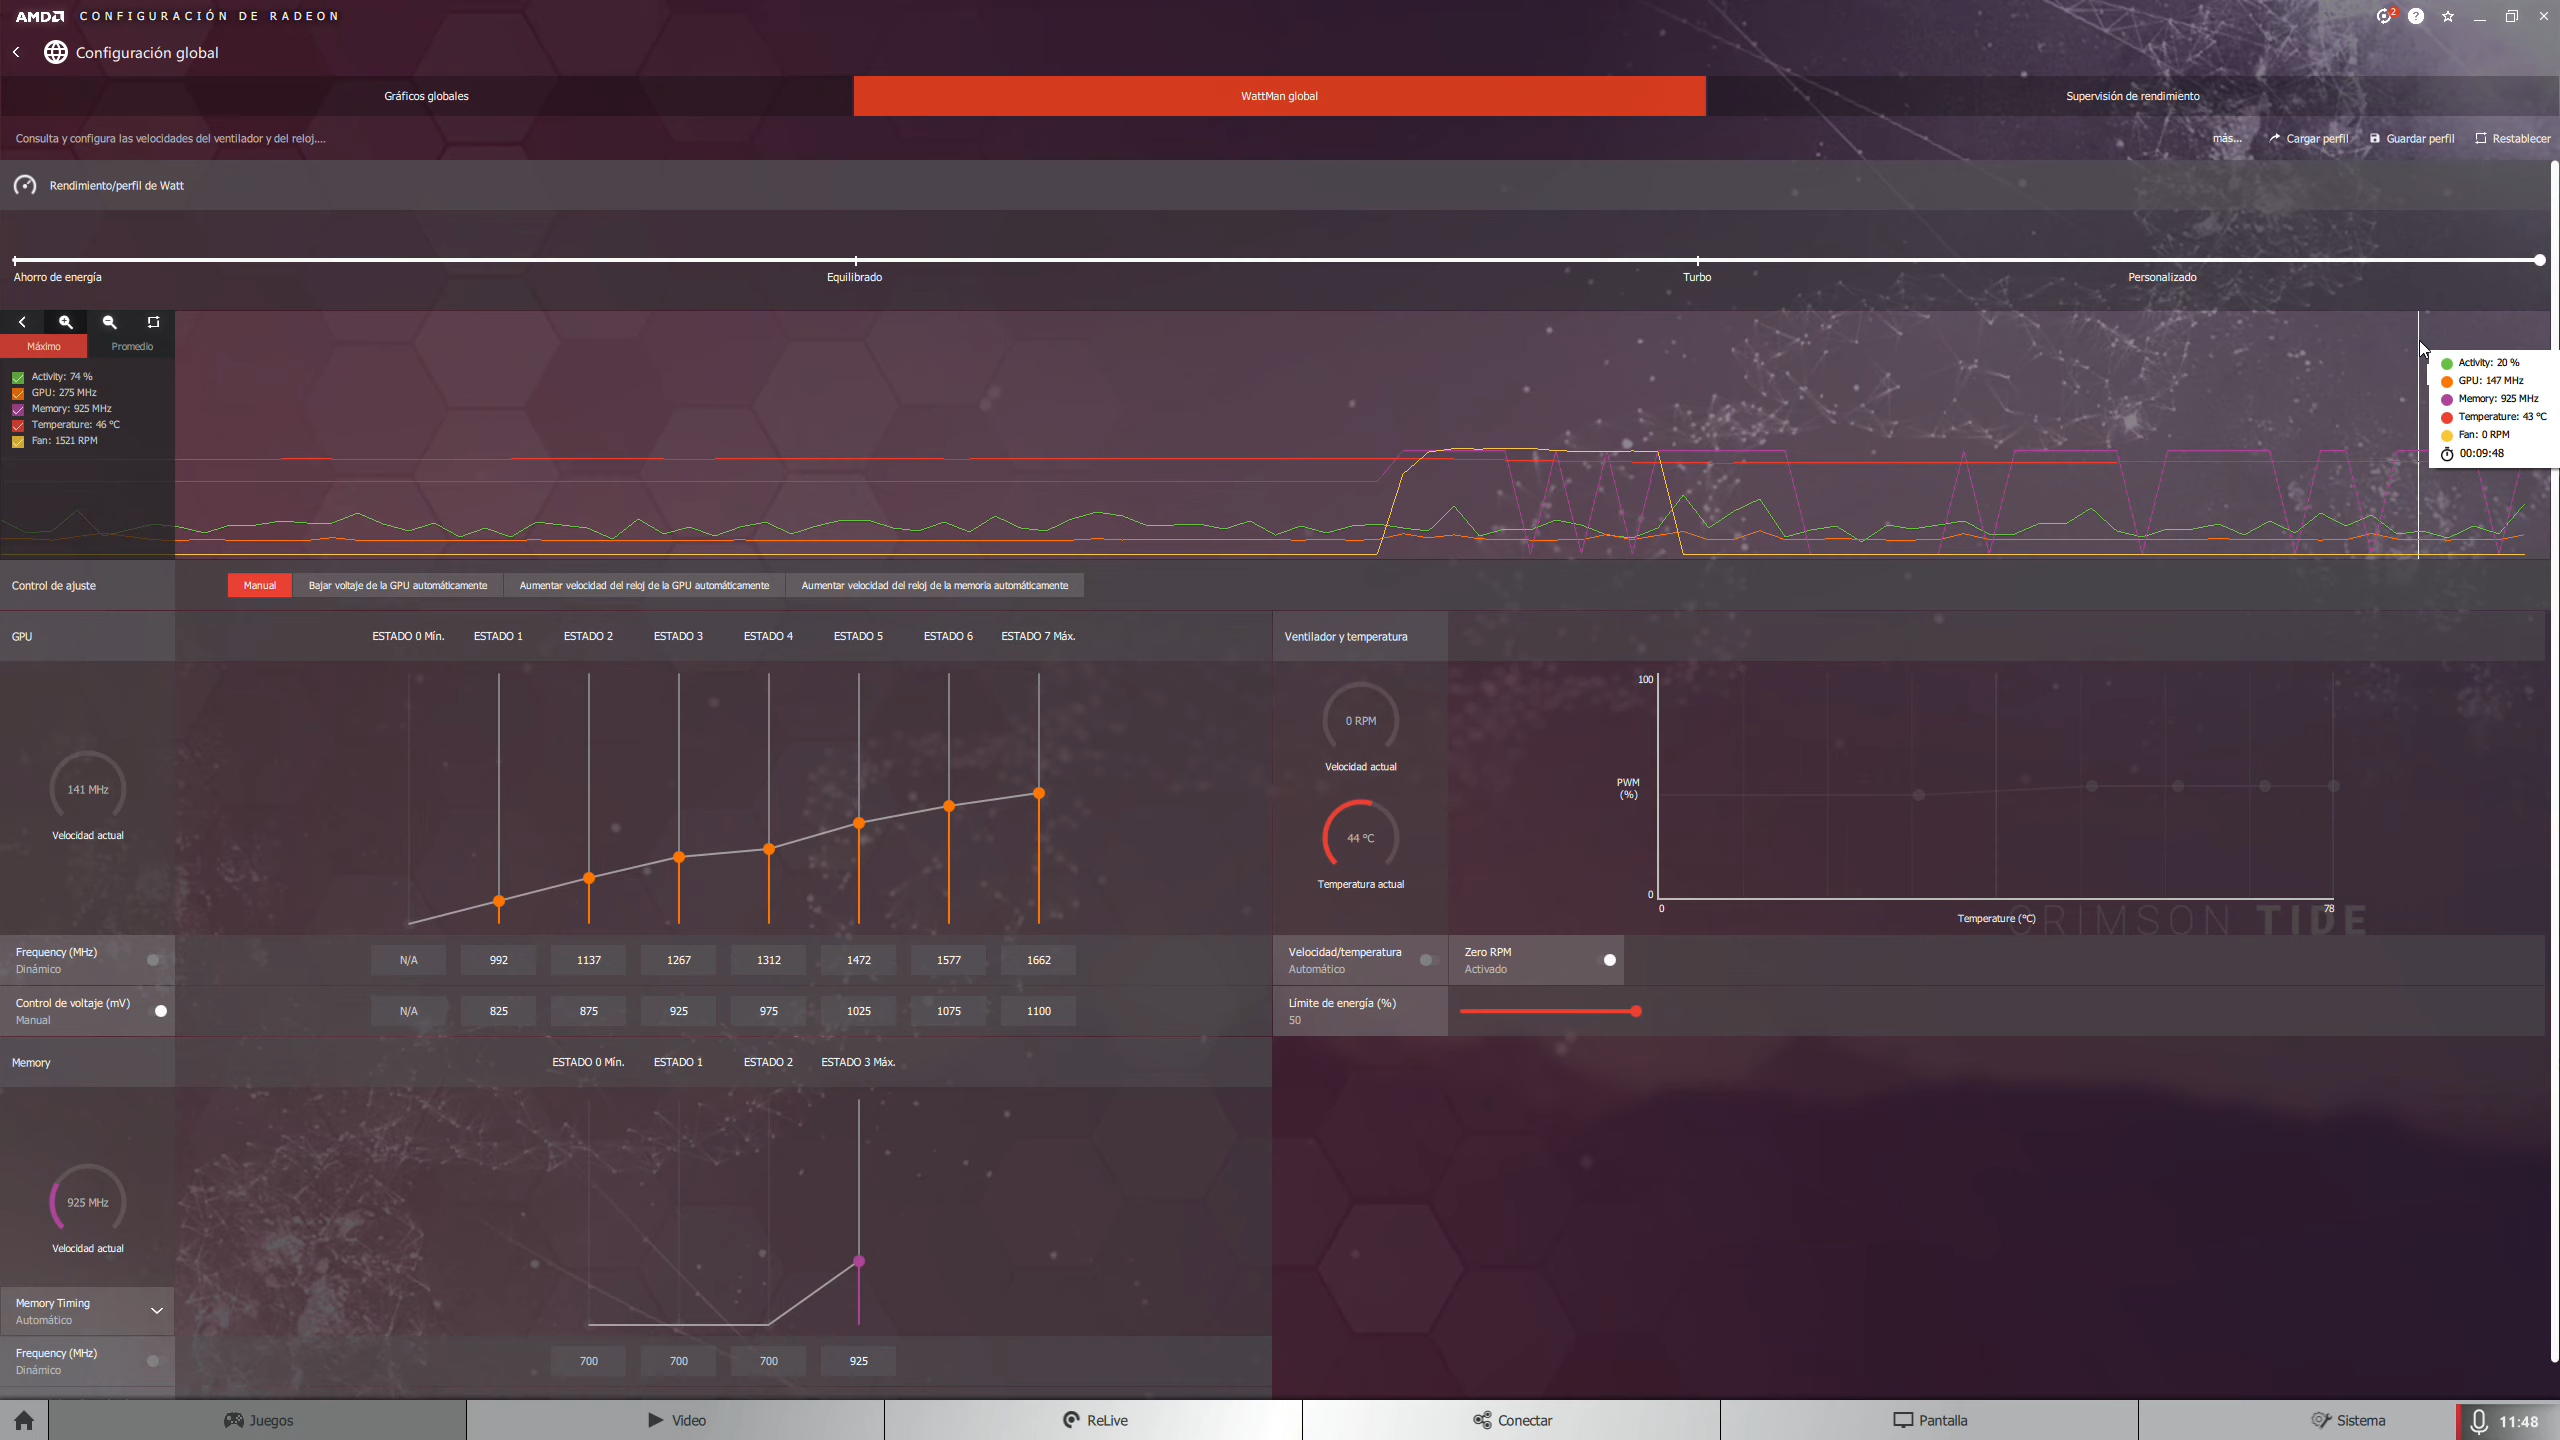 AMD CONFIGURACIÓN DE RADEON
2
Configuración global
Gráficos globales
WattMan global
Supervisión de rendimiento
Consulta y configura las velocidades del ventilador y del reloj....
más...
Cargar perfil
Guardar perfil
Restablecer
Rendimiento/perfil de Watt
Ahorro de energía
Equilibrado
Turbo
Personalizado
Máximo
Promedio
Activity: 74 %
GPU: 275 MHz
Memory: 925 MHz
Temperature: 46 °C
Fan: 1521 RPM
Activity: 20 %
GPU: 147 MHz
Memory: 925 MHz
Temperature: 43 °C
Fan: 0 RPM
00:09:48
Control de ajuste
Manual
Bajar voltaje de la GPU automáticamente
Aumentar velocidad del reloj de la GPU automáticamente
Aumentar velocidad del reloj de la memoria automáticamente
GPU
ESTADO 0 Mín.
ESTADO 1
ESTADO 2
ESTADO 3
ESTADO 4
ESTADO 5
ESTADO 6
ESTADO 7 Máx.
141 MHz
Velocidad actual
Frequency (MHz)
Dinámico
N/A
992
1137
1267
1312
1472
1577
1662
Control de voltaje (mV)
Manual
N/A
825
875
925
975
1025
1075
1100
Ventilador y temperatura
0 RPM
Velocidad actual
44 °C
Temperatura actual
100
PWM
(%)
0
0
78
Temperature (°C)
CRIMSON TIDE
Velocidad/temperatura
Automático
Zero RPM
Activado
Límite de energía (%)
50
Memory
ESTADO 0 Mín.
ESTADO 1
ESTADO 2
ESTADO 3 Máx.
925 MHz
Velocidad actual
Memory Timing
Automático
Frequency (MHz)
Dinámico
700
700
700
925
Juegos
Video
ReLive
Conectar
Pantalla
Sistema
11:48